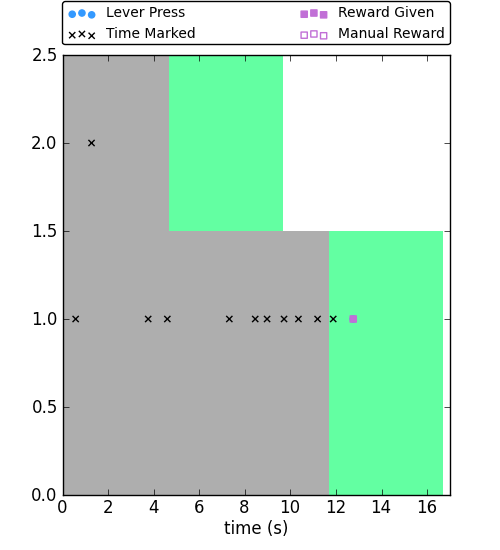 Lever Press
Reward Given
Time Marked
Manual Reward
2.5
2.0
1.5
1.0
0.5
0.0
0 2 4 6 8 10 12 14 16
time (s)